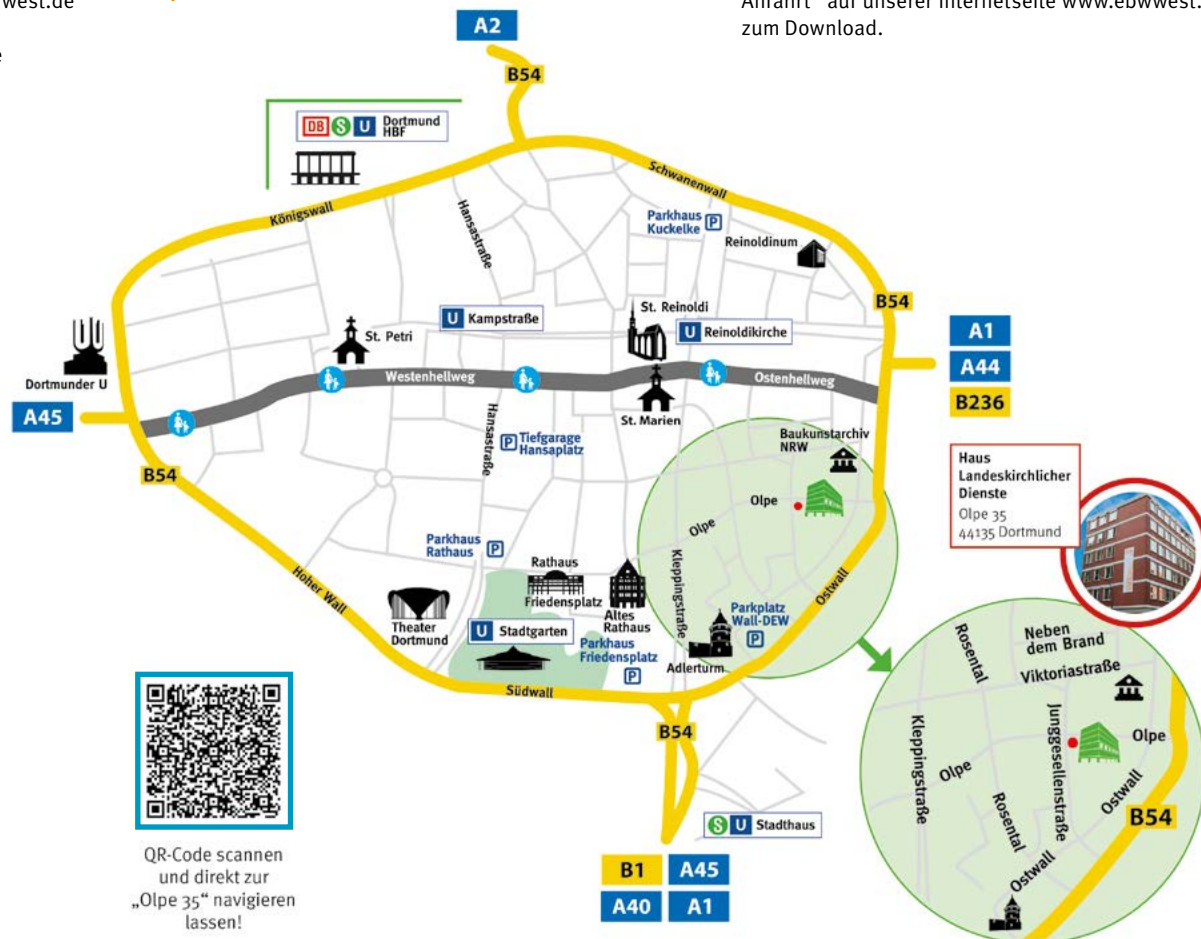 west.de
Anfahrt" auf unserer Internetseite www.ebwwest.
zum Download.
e
A2
B54
DB S U Dortmund
HBF
Schwanenwall
Königswall
Hansastraße
Parkhaus
Kuckelke P
Reinoldinum
B54
St. Reinoldi
U Kampstraße
U Reinoldikirche
St. Petri
A1
A44
B236
Dortmunder U
Westenhellweg
Ostenhellweg
A45
St. Marien
Hansastraße
P Tiefgarage
Hansaplatz
Baukunstarchiv
NRW
B54
Haus
Landeskirchlicher
Dienste
Olpe 35
44135 Dortmund
Olpe
Olpe
Parkhaus
Rathaus P
Kleppingstraße
Rathaus
Friedensplatz
Hoher Wall
Ostwall
Theater
Dortmund
Altes
Rathaus
Parkplatz
Wall-DEW
P
U Stadtgarten
Parkhaus
Friedensplatz
P
Adlerturm
Südwall
B54
Rosental
Neben
dem Brand
Viktoriastraße
Kleppingstraße
Junggesellenstraße
Olpe
Olpe
Rosental
Ostwall
B54
Ostwall
S U Stadthaus
B1 A45
A40 A1
QR-Code scannen
und direkt zur
„Olpe 35“ navigieren
lassen!